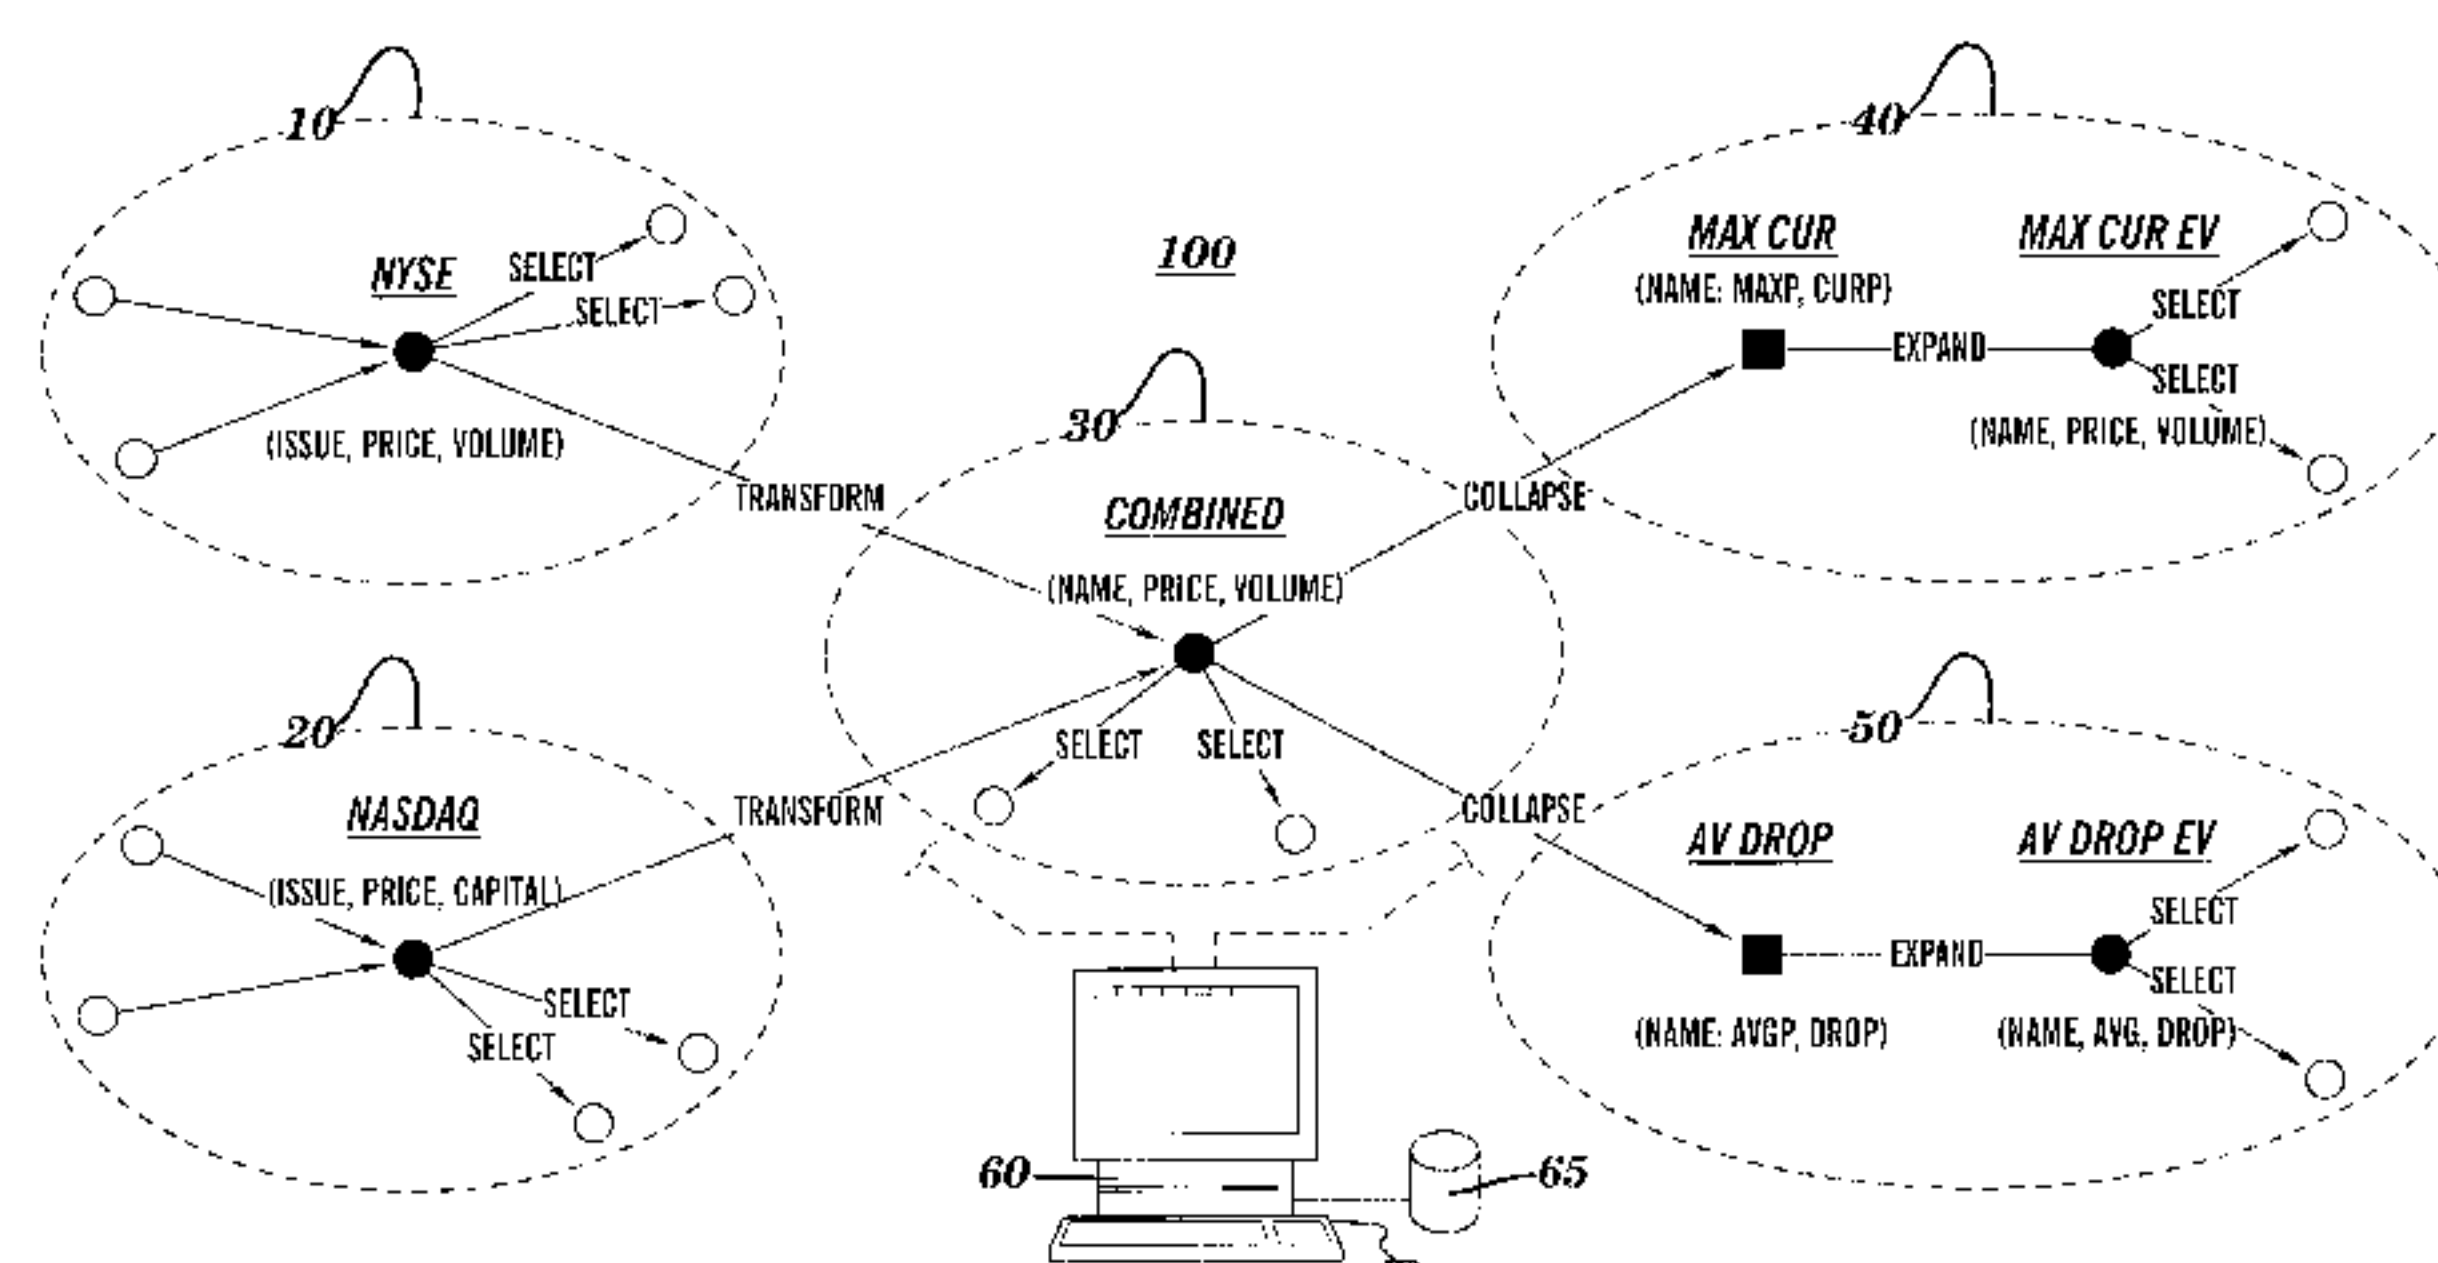 10
NYSE
SELECT
SELECT
(ISSUE, PRICE, VOLUME)
TRANSFORM
100
40
MAX CUR
MAX CUR EV
(NAME: MAXP, CURP)
SELECT
EXPAND
SELECT
(NAME, PRICE, VOLUME)
COLLAPSE
30
COMBINED
(NAME, PRICE, VOLUME)
SELECT
SELECT
20
NASDAQ
(ISSUE, PRICE, CAPITAL)
TRANSFORM
SELECT
SELECT
COLLAPSE
50
AV DROP
AV DROP EV
SELECT
EXPAND
SELECT
(NAME: AVGP, DROP)
(NAME, AVG, DROP)
60
65